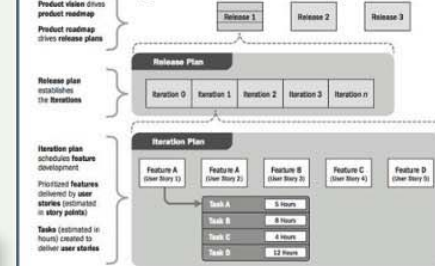 Product vision drives
product roadmap
Product roadmap
drives release plans
Release 1
Release 2
Release 3
Release Plan
Release plan
establishes
the iterations
Iteration 0
Iteration 1
Iteration 2
Iteration 3
Iteration n
Iteration Plan
Iteration plan
schedules feature
development
Prioritized features
delivered by user
stories (estimated
in story points)
Tasks (estimated in
hours) created to
deliver user stories
Feature A
(User Story 1)
Feature A
(User Story 2)
Feature B
(User Story 3)
Feature C
(User Story 4)
Feature D
(User Story 5)
Task A
5 Hours
Task B
8 Hours
Task C
4 Hours
Task D
12 Hours